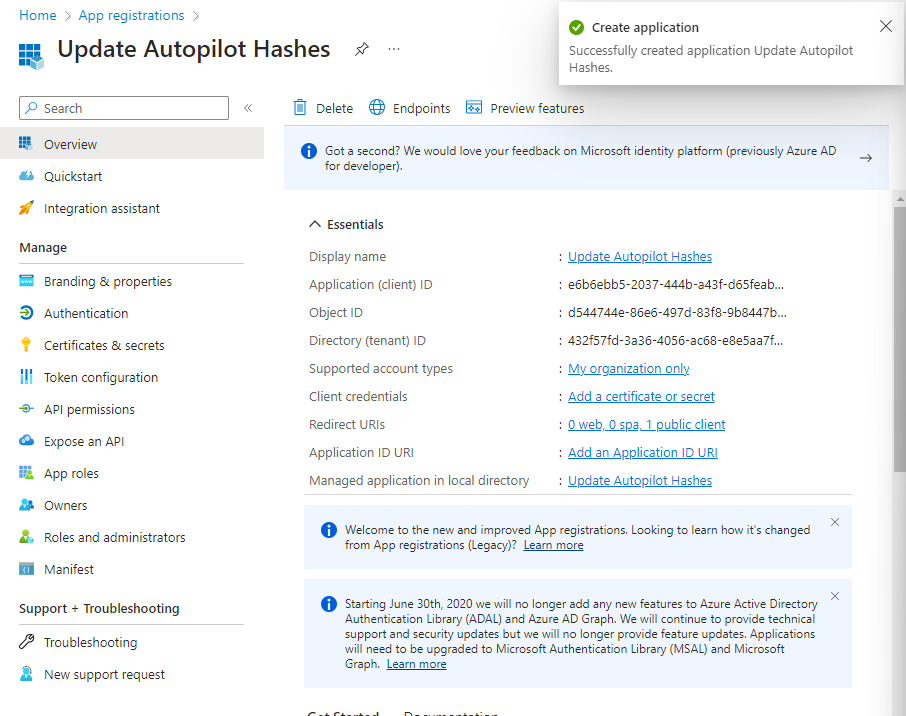 Home > App registrations >
Update Autopilot Hashes
Create application
Successfully created application Update Autopilot
Hashes.
Search
Overview
Quickstart
Integration assistant
Manage
Branding & properties
Authentication
Certificates & secrets
Token configuration
API permissions
Expose an API
App roles
Owners
Roles and administrators
Manifest
Support + Troubleshooting
Troubleshooting
New support request
Delete Endpoints Preview features
Got a second? We would love your feedback on Microsoft identity platform (previously Azure AD
for developer).
Essentials
Display name : Update Autopilot Hashes
Application (client) ID : e6b6ebb5-2037-444b-a43f-d65feab...
Object ID : d544744e-86e6-497d-83f8-9b8447b...
Directory (tenant) ID : 432f57fd-3a36-4056-ac68-e8e5aa7f...
Supported account types : My organization only
Client credentials : Add a certificate or secret
Redirect URIs : 0 web, 0 spa, 1 public client
Application ID URI : Add an Application ID URI
Managed application in local directory : Update Autopilot Hashes
Welcome to the new and improved App registrations. Looking to learn how it's changed
from App registrations (Legacy)? Learn more
Starting June 30th, 2020 we will no longer add any new features to Azure Active Directory
Authentication Library (ADAL) and Azure AD Graph. We will continue to provide technical
support and security updates but we will no longer provide feature updates. Applications
will need to be upgraded to Microsoft Authentication Library (MSAL) and Microsoft
Graph. Learn more
Get Started Documentation